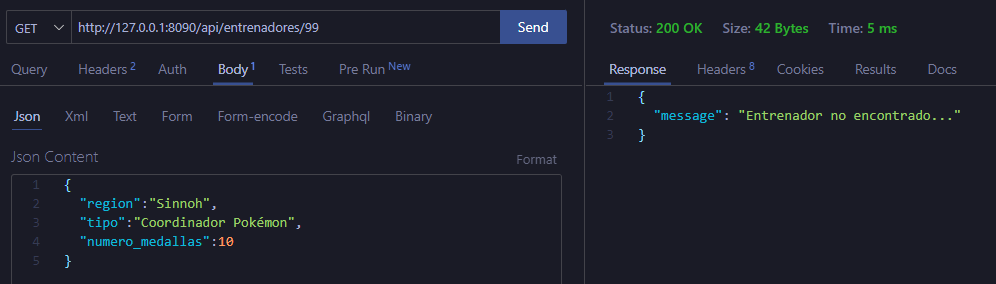 GET http://127.0.0.1:8090/api/entrenadores/99 Send
Query Headers 2 Auth Body 1 Tests Pre Run New
Json Xml Text Form Form-encode Graphql Binary
Json Content Format
1 {
2 "region":"Sinnoh",
3 "tipo":"Coordinador Pokémon",
4 "numero_medallas":10
5 }
Status: 200 OK Size: 42 Bytes Time: 5 ms
Response Headers 8 Cookies Results Docs
1 {
2 "message": "Entrenador no encontrado..."
3 }